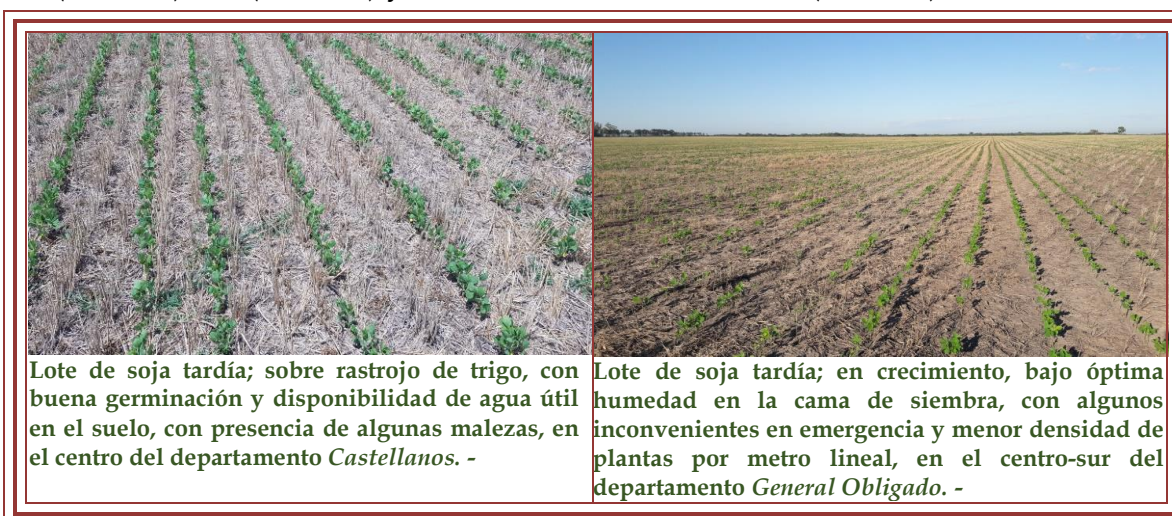 Lote de soja tardía; sobre rastrojo de trigo, con
buena germinación y disponibilidad de agua útil
en el suelo, con presencia de algunas malezas, en
el centro del departamento Castellanos. -
Lote de soja tardía; en crecimiento, bajo óptima
humedad en la cama de siembra, con algunos
inconvenientes en emergencia y menor densidad de
plantas por metro lineal, en el centro-sur del
departamento General Obligado. -